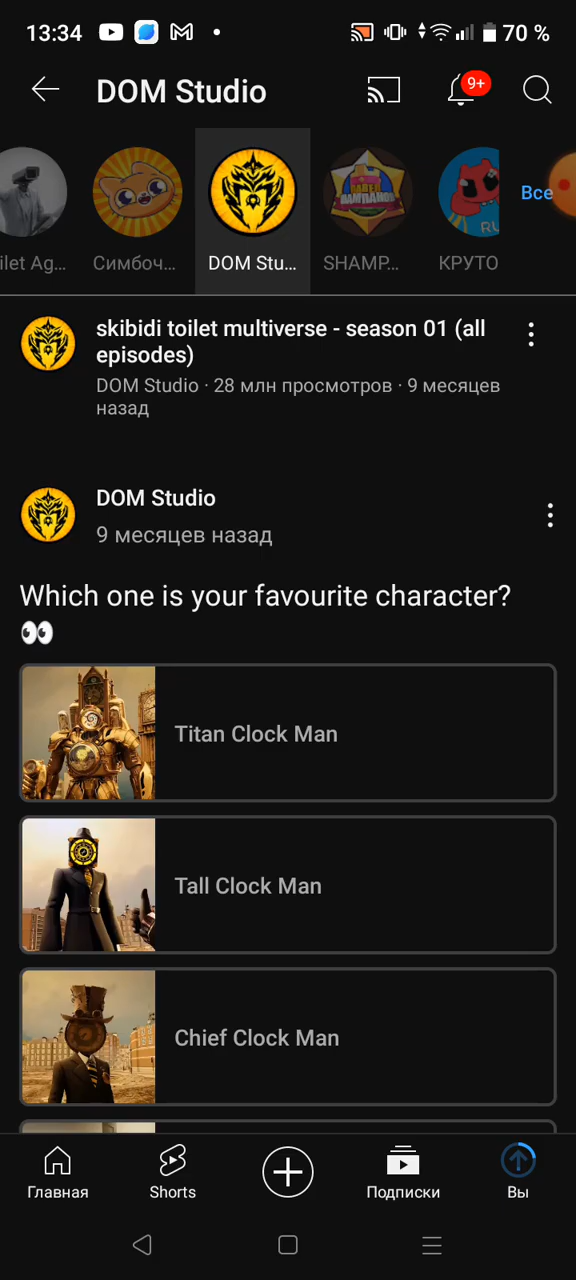 13:34
70 %
DOM Studio
9+
ilet Ag...
Симбоч...
DOM Stu...
SHAMP...
КРУТО
Все
skibidi toilet multiverse - season 01 (all
episodes)
DOM Studio · 28 млн просмотров · 9 месяцев
назад
DOM Studio
9 месяцев назад
Which one is your favourite character?
👀
Titan Clock Man
Tall Clock Man
Chief Clock Man
Главная
Shorts
Подписки
Вы